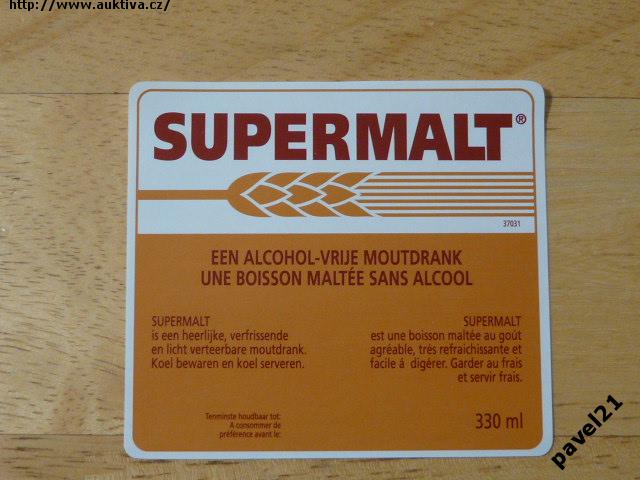 http://www.auktiva.cz/
SUPERMALT®
37031
EEN ALCOHOL-VRIJE MOUTDRANK
UNE BOISSON MALTÉE SANS ALCOOL
SUPERMALT
is een heerlijke, verfrissende
en licht verteerbare moutdrank.
Koel bewaren en koel serveren.
SUPERMALT
est une boisson maltée au goût
agréable, très refraichissante et
facile á digérer. Garder au frais
et servir frais.
Tenminste houdbaar tot:
A consommer de
préférence avant le:
330 ml
pavel21